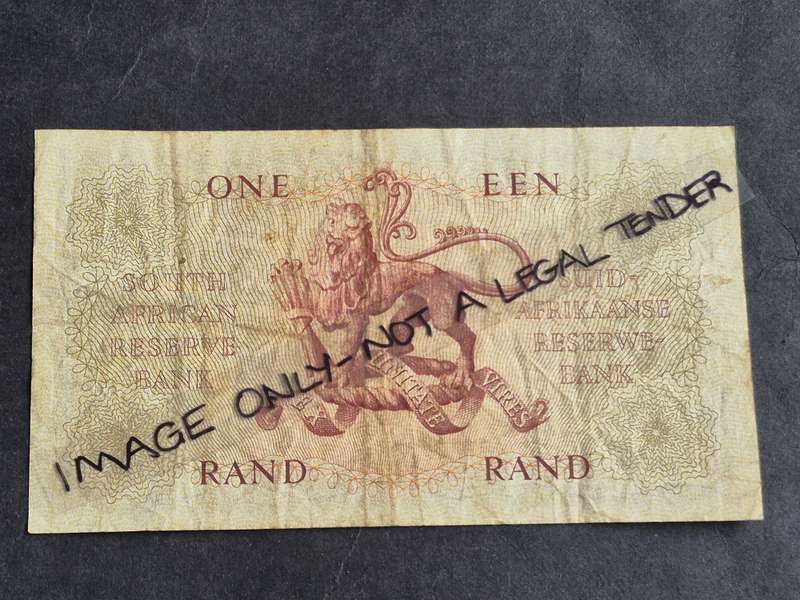 ONE EEN
SOUTH
AFRICAN
RESERVE
BANK
SUID-
AFRIKAANSE
RESERWE-
BANK
EX UNITATE VIRES
RAND RAND
IMAGE ONLY-NOT A LEGAL TENDER